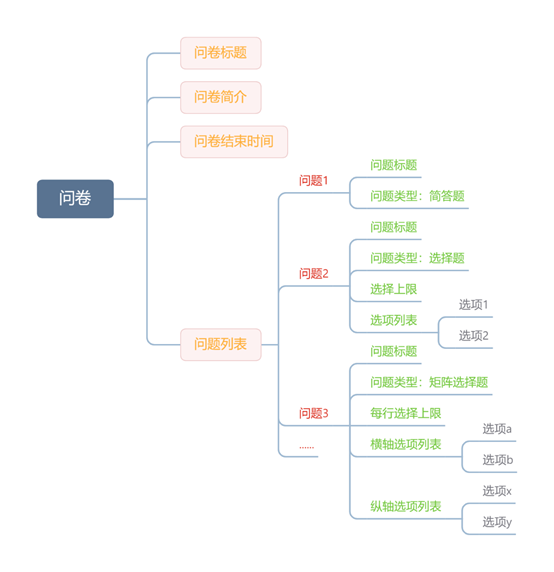 问卷
问卷标题
问卷简介
问卷结束时间
问题列表
问题1
问题标题
问题类型：简答题
问题2
问题标题
问题类型：选择题
选择上限
选项列表
选项1
选项2
问题3
问题标题
问题类型：矩阵选择题
每行选择上限
横轴选项列表
选项a
选项b
纵轴选项列表
选项x
选项y
......